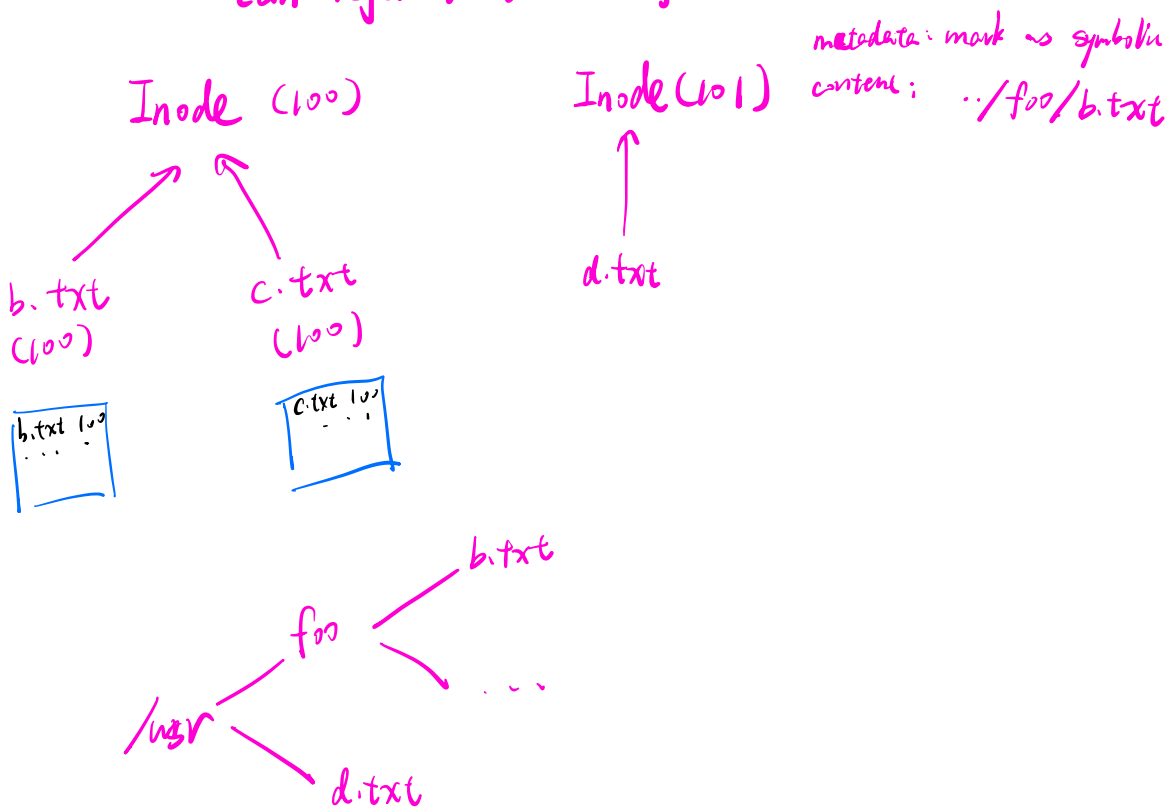 can
Inode (100)
Inode (101)
metadata: mark as symbolic
content: ../foo/b.txt
b.txt
(100)
c.txt
(100)
d.txt
b.txt 100
... .
c.txt 100
. . .
b.txt
foo
...
/usr
d.txt